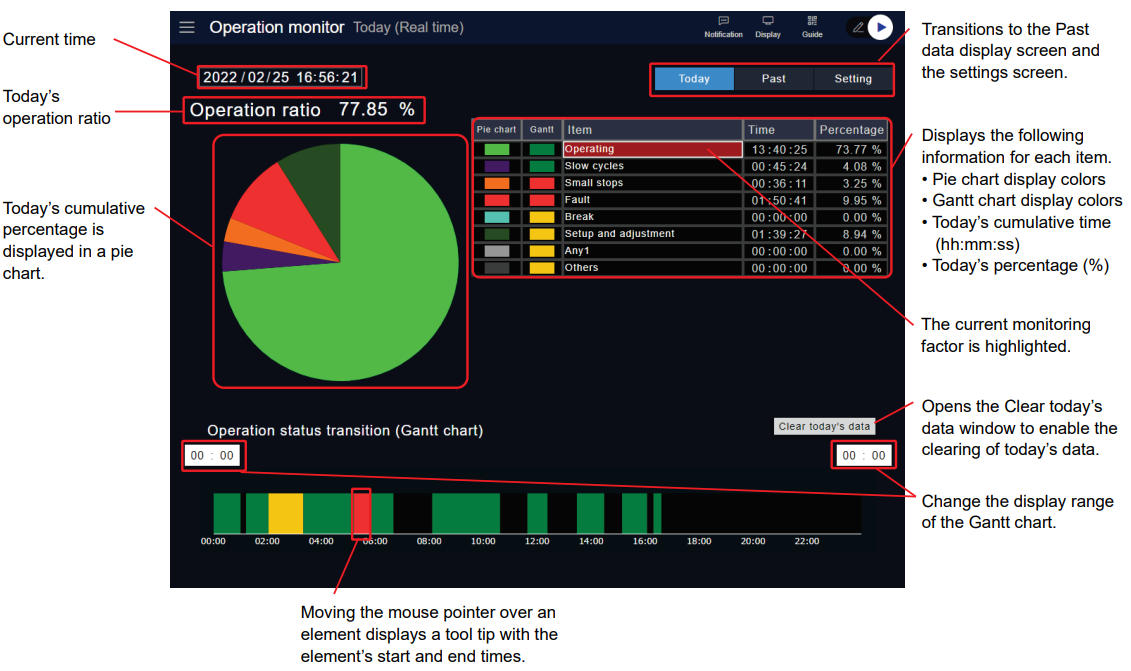 Operation monitor Today (Real time)
Notification Display Guide
Current time
2022/02/25 16:56:21
Today Past Setting
Transitions to the Past
data display screen and
the settings screen.
Today's
operation ratio
Operation ratio 77.85 %
Pie chart Gantt Item Time Percentage
Operating 13:40:25 73.77 %
Slow cycles 00:45:24 4.08 %
Small stops 00:36:11 3.25 %
Fault 01:50:41 9.95 %
Break 00:00:00 0.00 %
Setup and adjustment 01:39:27 8.94 %
Any1 00:00:00 0.00 %
Others 00:00:00 0.00 %
Displays the following
information for each item.
• Pie chart display colors
• Gantt chart display colors
• Today's cumulative time
(hh:mm:ss)
• Today's percentage (%)
Today's cumulative
percentage is
displayed in a pie
chart.
The current monitoring
factor is highlighted.
Operation status transition (Gantt chart)
Clear today's data
Opens the Clear today's
data window to enable the
clearing of today's data.
00 : 00
00 : 00
Change the display range
of the Gantt chart.
00:00 02:00 04:00 06:00 08:00 10:00 12:00 14:00 16:00 18:00 20:00 22:00
Moving the mouse pointer over an
element displays a tool tip with the
element's start and end times.